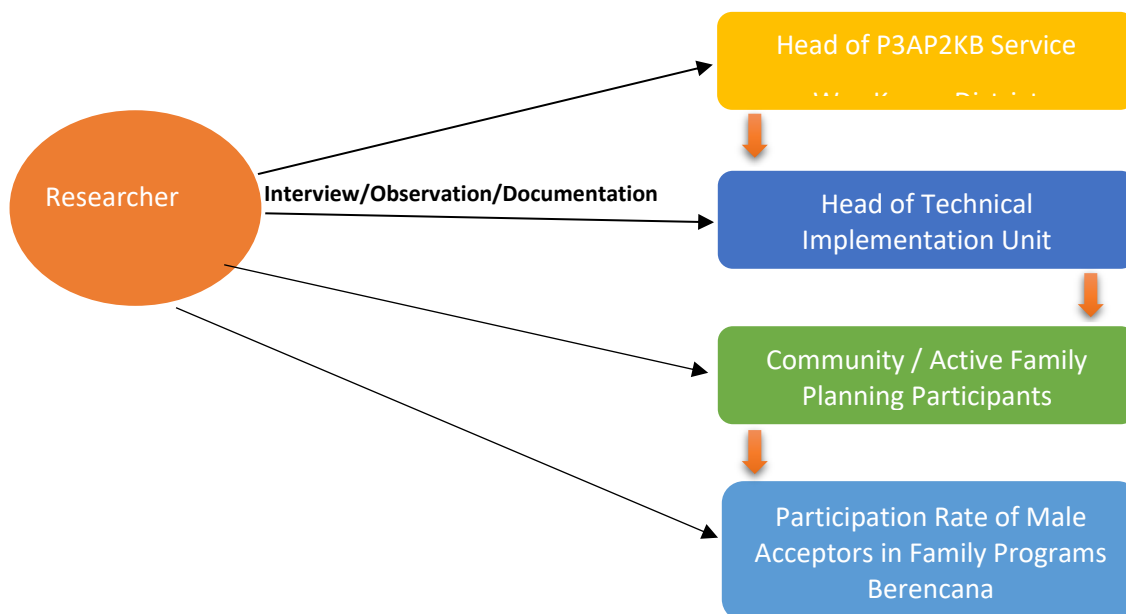 Head of P3AP2KB Service
Researcher
Interview/Observation/Documentation
Head of Technical
Implementation Unit
Community / Active Family
Planning Participants
Participation Rate of Male
Acceptors in Family Programs
Berencana